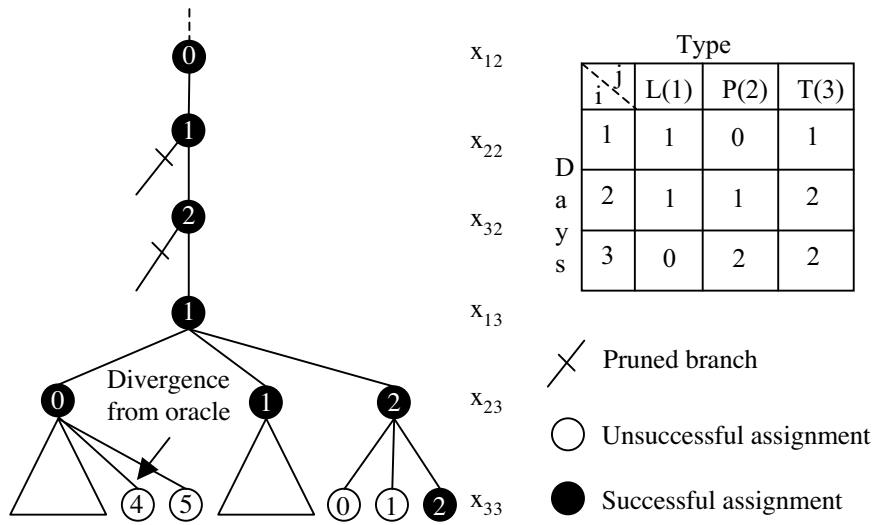 0
x12
1
x22
2
x32
1
x13
Divergence
from oracle
0
1
2
x23
4
5
0
1
2
x33
Type
j
i
L(1)
P(2)
T(3)
Days
1
1
0
1
2
1
1
2
3
0
2
2
Pruned branch
Unsuccessful assignment
Successful assignment